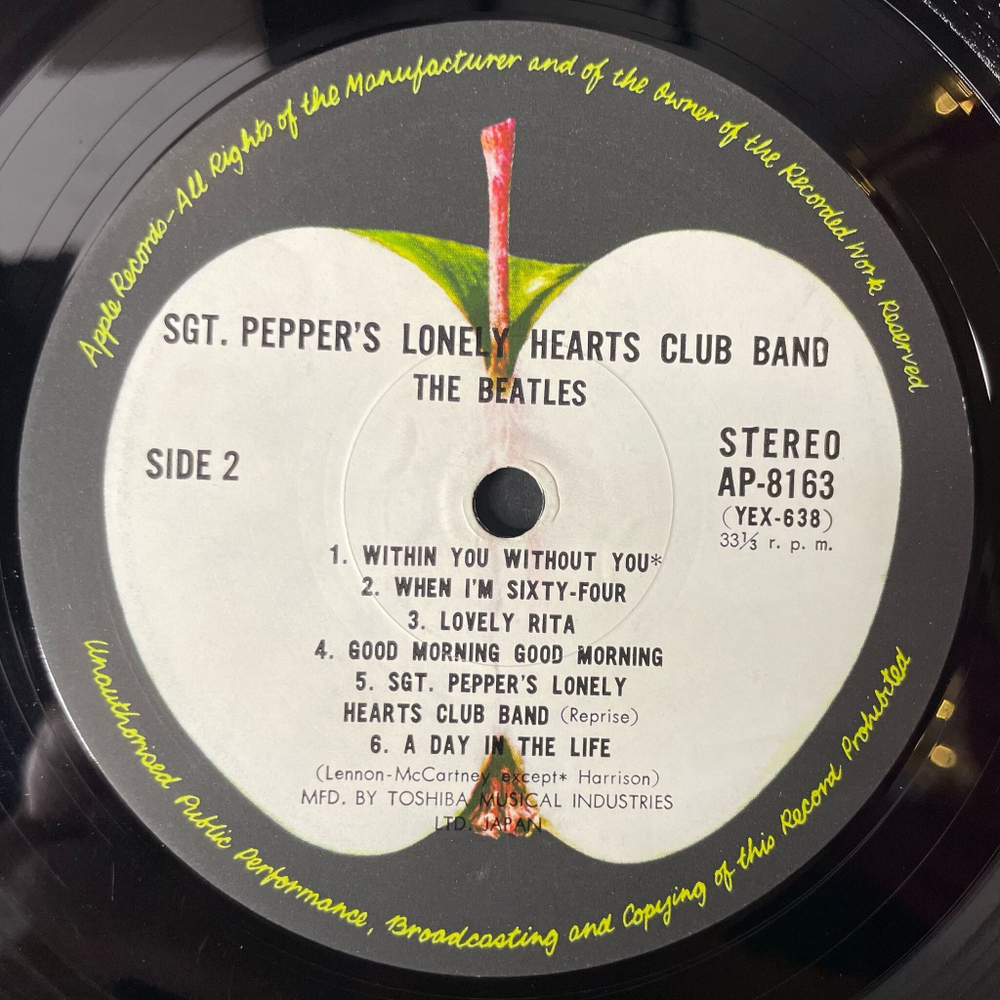 Apple Records-All Rights of the Manufacturer and of the Owner of the Recorded Work Reserved
SGT. PEPPER'S LONELY HEARTS CLUB BAND
THE BEATLES
SIDE 2
STEREO
AP-8163
(YEX-638)
33⅓ r. p. m.
1. WITHIN YOU WITHOUT YOU*
2. WHEN I'M SIXTY-FOUR
3. LOVELY RITA
4. GOOD MORNING GOOD MORNING
5. SGT. PEPPER'S LONELY
HEARTS CLUB BAND (Reprise)
6. A DAY IN THE LIFE
(Lennon-McCartney except* Harrison)
MFD. BY TOSHIBA MUSICAL INDUSTRIES
LTD. JAPAN
Unauthorised Public Performance, Broadcasting and Copying of this Record Prohibited